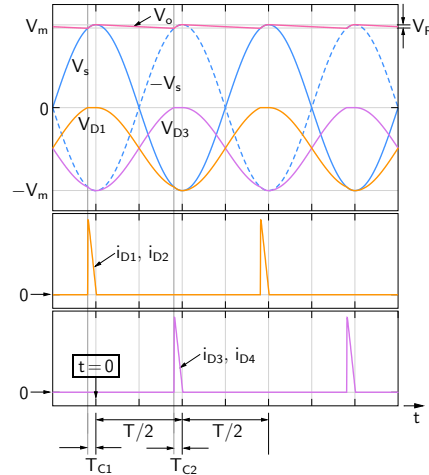 V_m
V_o
V_R
V_s
−V_s
0
V_D1
V_D3
−V_m
i_D1, i_D2
0
i_D3, i_D4
t = 0
0
t
T/2
T/2
T_C1
T_C2